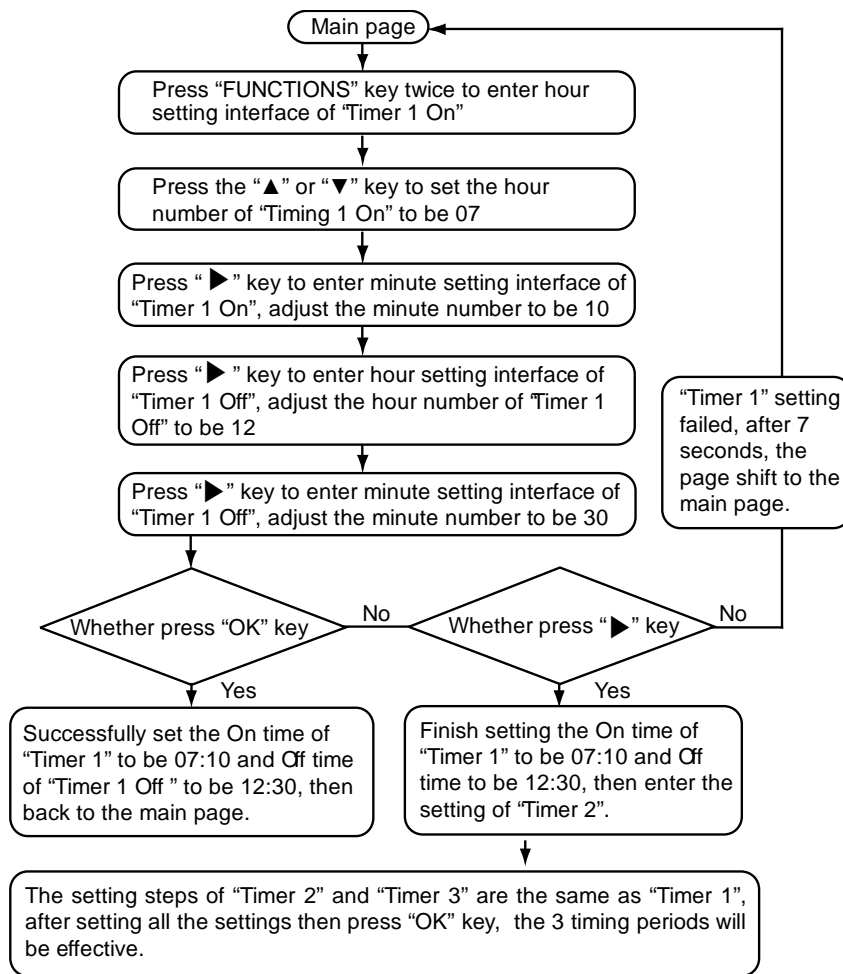 Main page
Press “FUNCTIONS” key twice to enter hour
setting interface of “Timer 1 On”
Press the “▲” or “▼” key to set the hour
number of “Timing 1 On” to be 07
Press “▶” key to enter minute setting interface of
“Timer 1 On”, adjust the minute number to be 10
Press “▶” key to enter hour setting interface of
“Timer 1 Off”, adjust the hour number of “Timer 1
Off” to be 12
Press “▶” key to enter minute setting interface of
“Timer 1 Off”, adjust the minute number to be 30
“Timer 1” setting
failed, after 7
seconds, the
page shift to the
main page.
Whether press “OK” key
No
Whether press “▶” key
No
Yes
Yes
Successfully set the On time of
“Timer 1” to be 07:10 and Off time
of “Timer 1 Off ” to be 12:30, then
back to the main page.
Finish setting the On time of
“Timer 1” to be 07:10 and Off
time to be 12:30, then enter the
setting of “Timer 2”.
The setting steps of “Timer 2” and “Timer 3” are the same as “Timer 1”,
after setting all the settings then press “OK” key, the 3 timing periods will
be effective.